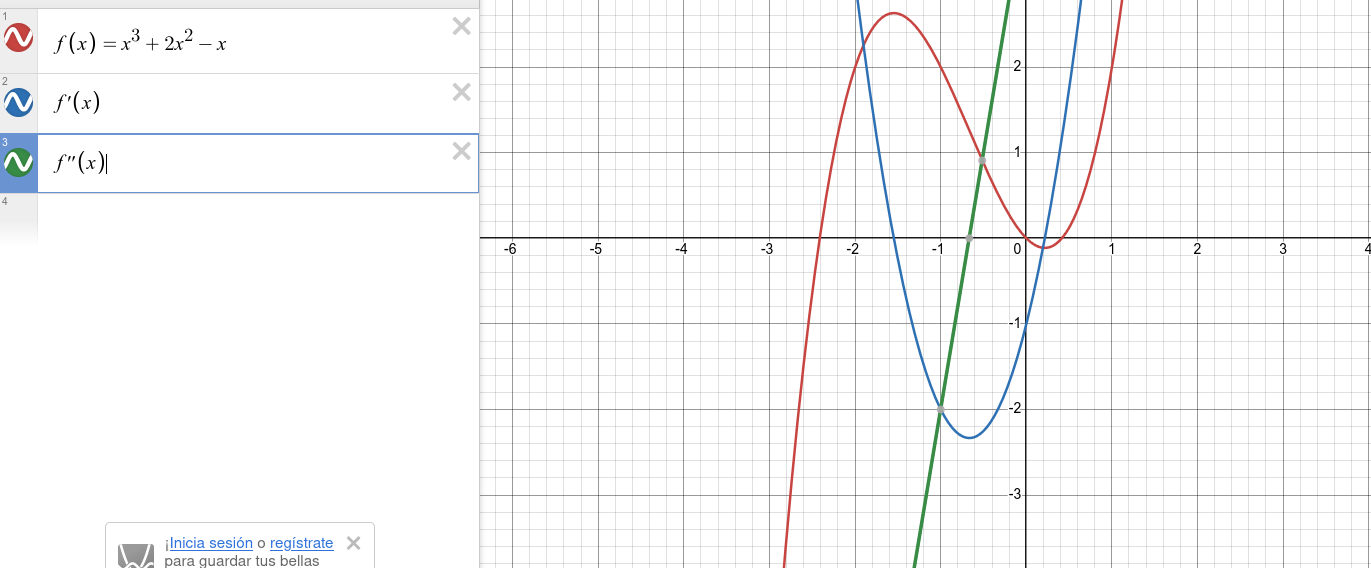 1
f(x) = x³ + 2x² − x
2
f′(x)
3
f″(x)
4
¡Inicia sesión o regístrate
para guardar tus bellas
2
1
-6 -5 -4 -3 -2 -1 0 1 2 3 4
-1
-2
-3